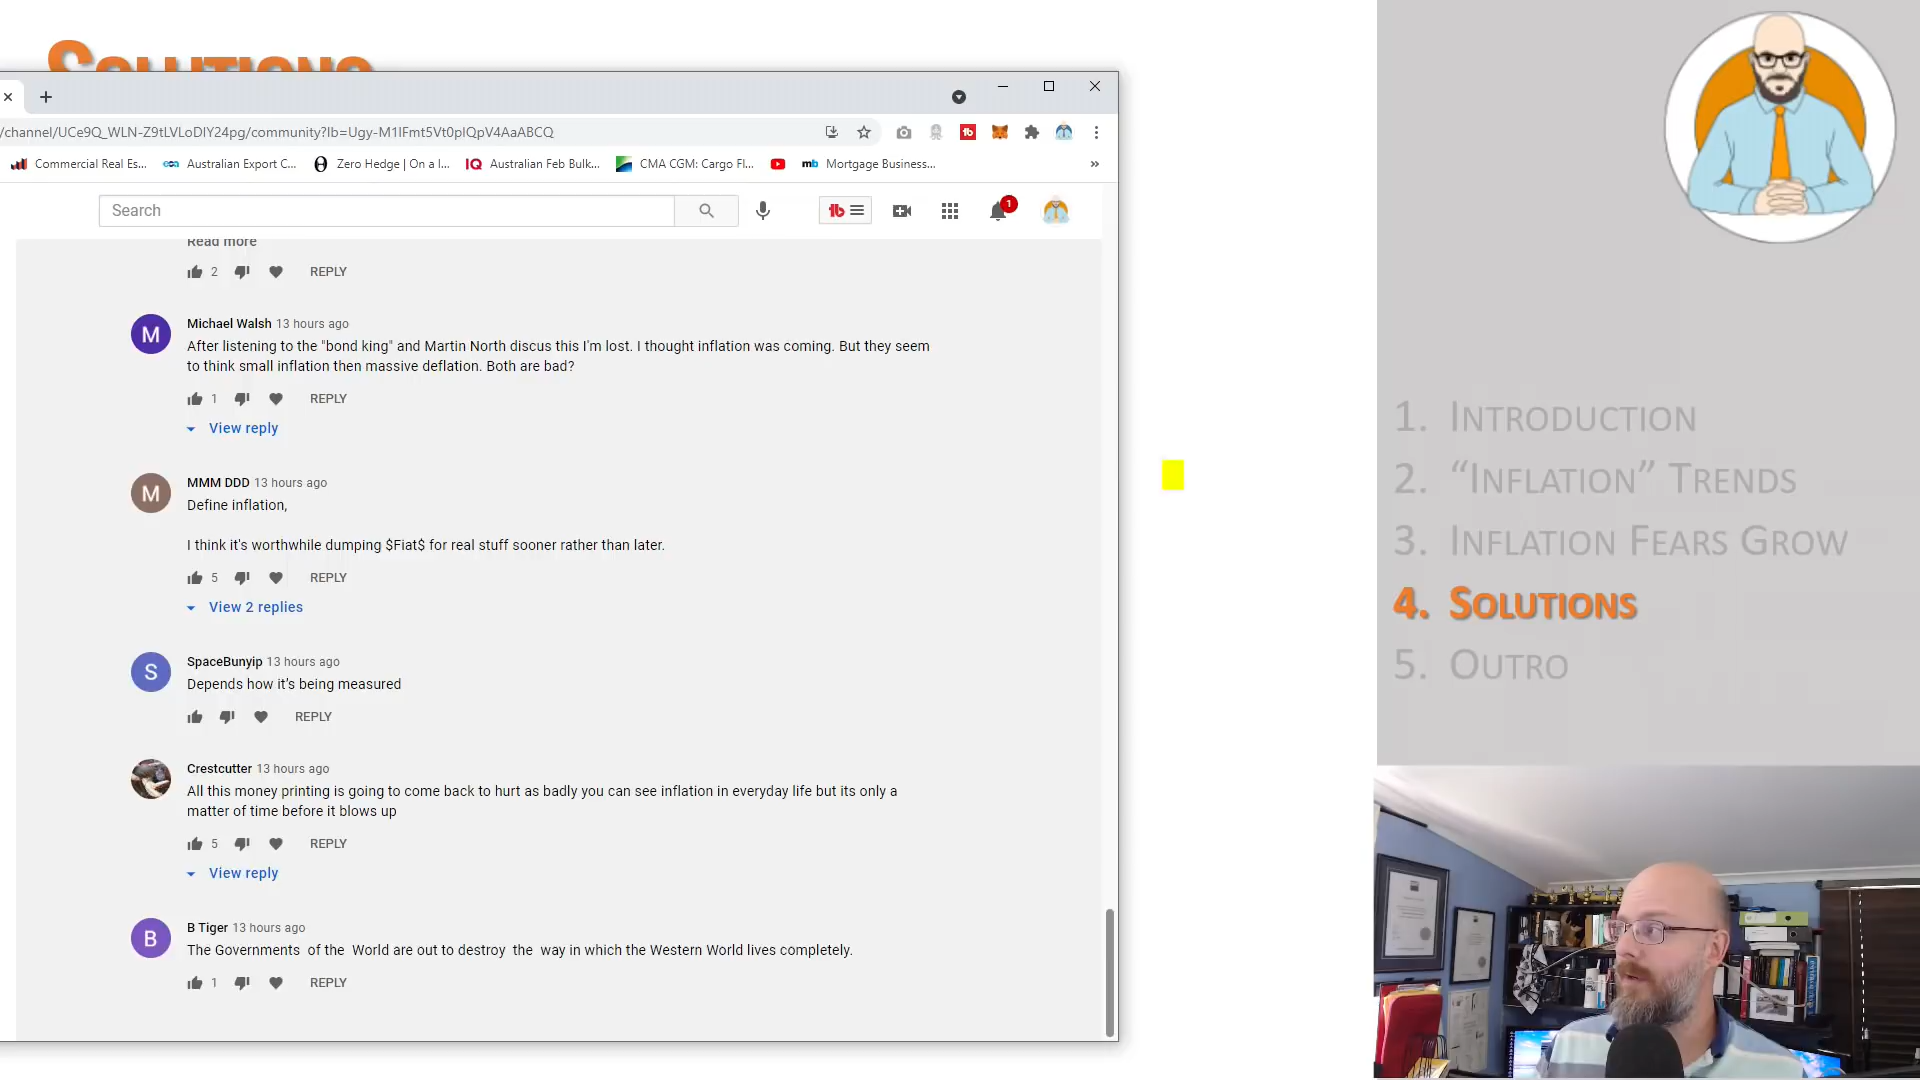 SOLUTIONS
/channel/UCe9Q_WLN-Z9tLVLoDIY24pg/community?lb=Ugy-M1IFmt5Vt0pIQpV4AaABCQ
Commercial Real Es... Australian Export C... Zero Hedge | On a l... IQ Australian Feb Bulk... CMA CGM: Cargo Fl... mb Mortgage Business... »
Search
tb
1
Read more
2 REPLY
M Michael Walsh 13 hours ago
After listening to the "bond king" and Martin North discus this I'm lost. I thought inflation was coming. But they seem
to think small inflation then massive deflation. Both are bad?
1 REPLY
View reply
M MMM DDD 13 hours ago
Define inflation,
I think it's worthwhile dumping $Fiat$ for real stuff sooner rather than later.
5 REPLY
View 2 replies
S SpaceBunyip 13 hours ago
Depends how it's being measured
REPLY
Crestcutter 13 hours ago
All this money printing is going to come back to hurt as badly you can see inflation in everyday life but its only a
matter of time before it blows up
5 REPLY
View reply
B B Tiger 13 hours ago
The Governments of the World are out to destroy the way in which the Western World lives completely.
1 REPLY
1. INTRODUCTION
2. “INFLATION” TRENDS
3. INFLATION FEARS GROW
4. SOLUTIONS
5. OUTRO